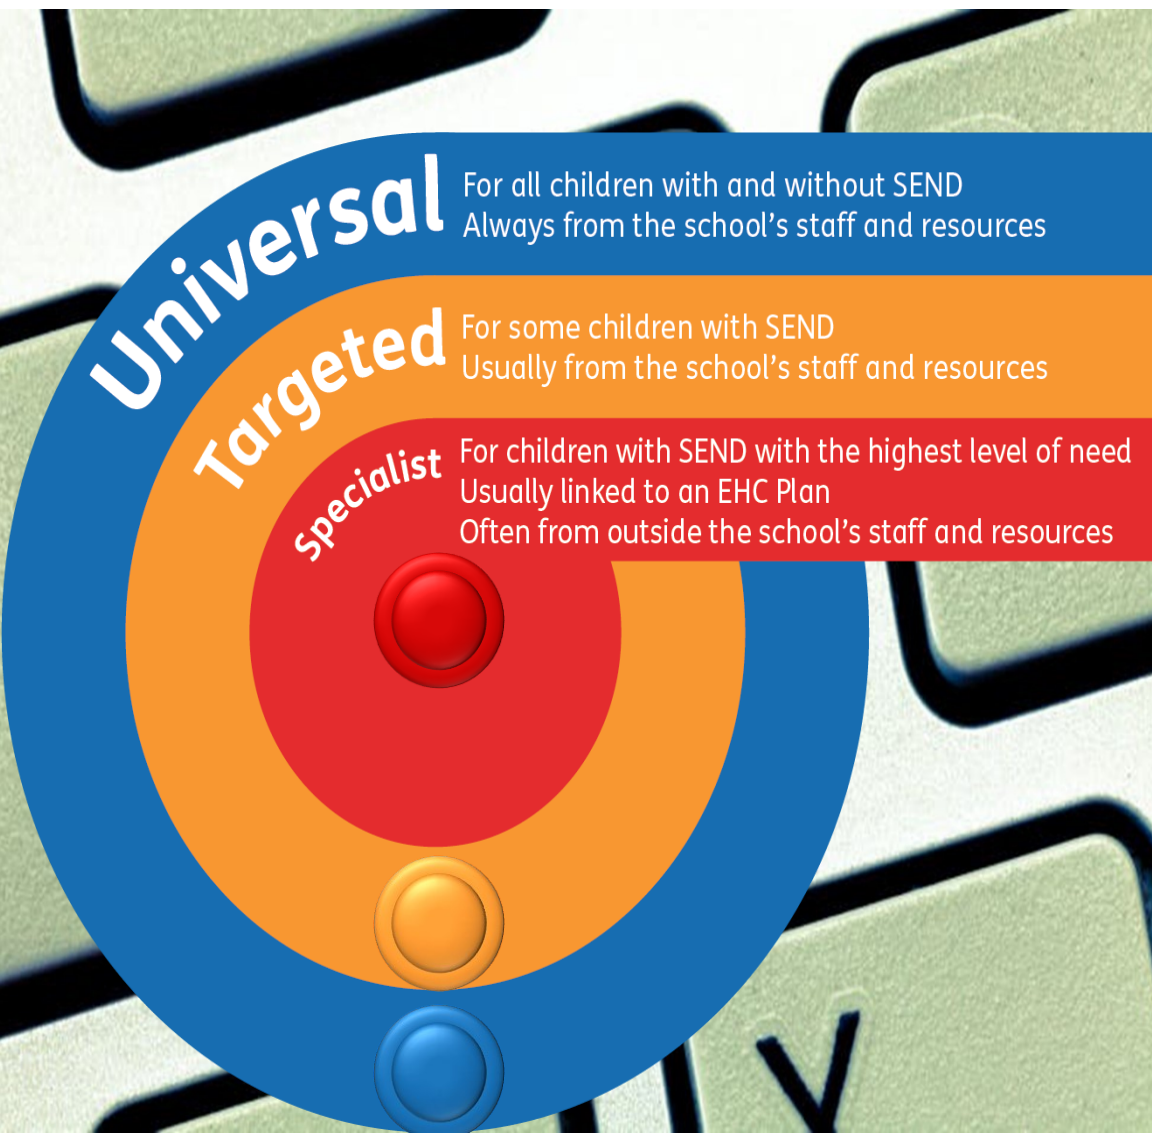 Universal
For all children with and without SEND
Always from the school's staff and resources
Targeted
For some children with SEND
Usually from the school's staff and resources
Specialist
For children with SEND with the highest level of need
Usually linked to an EHC Plan
Often from outside the school's staff and resources
Y